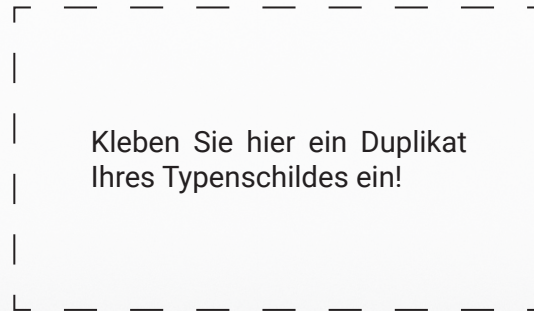 Kleben Sie hier ein Duplikat
Ihres Typenschildes ein!